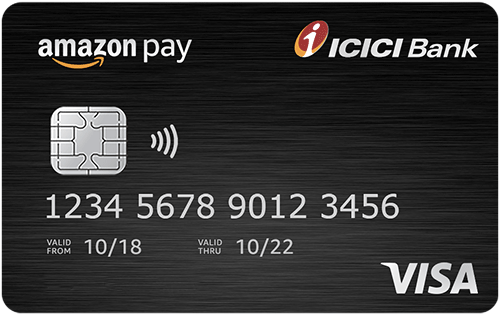 amazon pay
i ICICI Bank
1234 5678 9012 3456
VALID FROM 10/18 VALID THRU 10/22
VISA